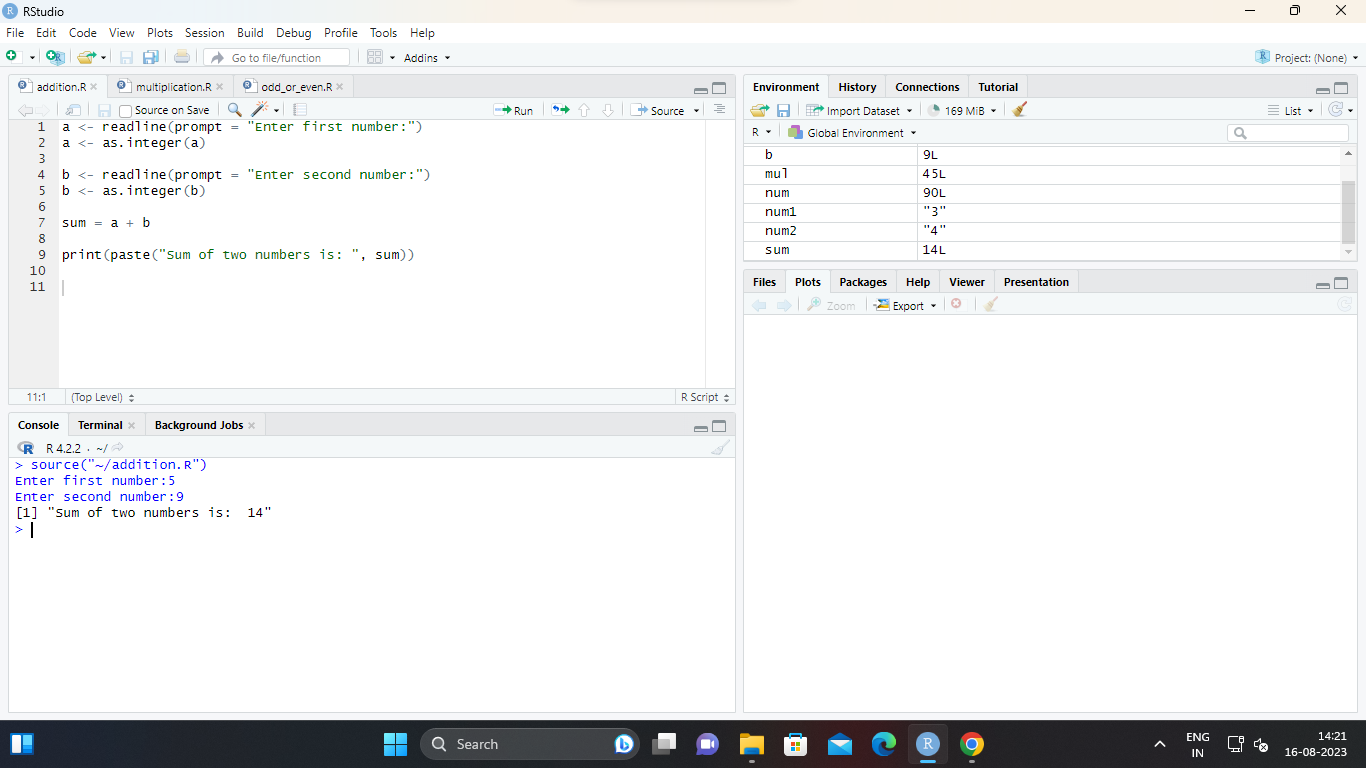 RStudio
File Edit Code View Plots Session Build Debug Profile Tools Help
Go to file/function Addins Project: (None)
addition.R multiplication.R odd_or_even.R
Source on Save Run Source
1 a <- readline(prompt = "Enter first number:")
2 a <- as.integer(a)
3
4 b <- readline(prompt = "Enter second number:")
5 b <- as.integer(b)
6
7 sum = a + b
8
9 print(paste("Sum of two numbers is: ", sum))
10
11
11:1 (Top Level) R Script
Console Terminal Background Jobs
R 4.2.2 · ~/
> source("~/addition.R")
Enter first number:5
Enter second number:9
[1] "Sum of two numbers is:  14"
>
Environment History Connections Tutorial
Import Dataset 169 MiB List
R Global Environment
b 9L
mul 45L
num 90L
num1 "3"
num2 "4"
sum 14L
Files Plots Packages Help Viewer Presentation
Zoom Export
Search
ENG
IN
14:21
16-08-2023